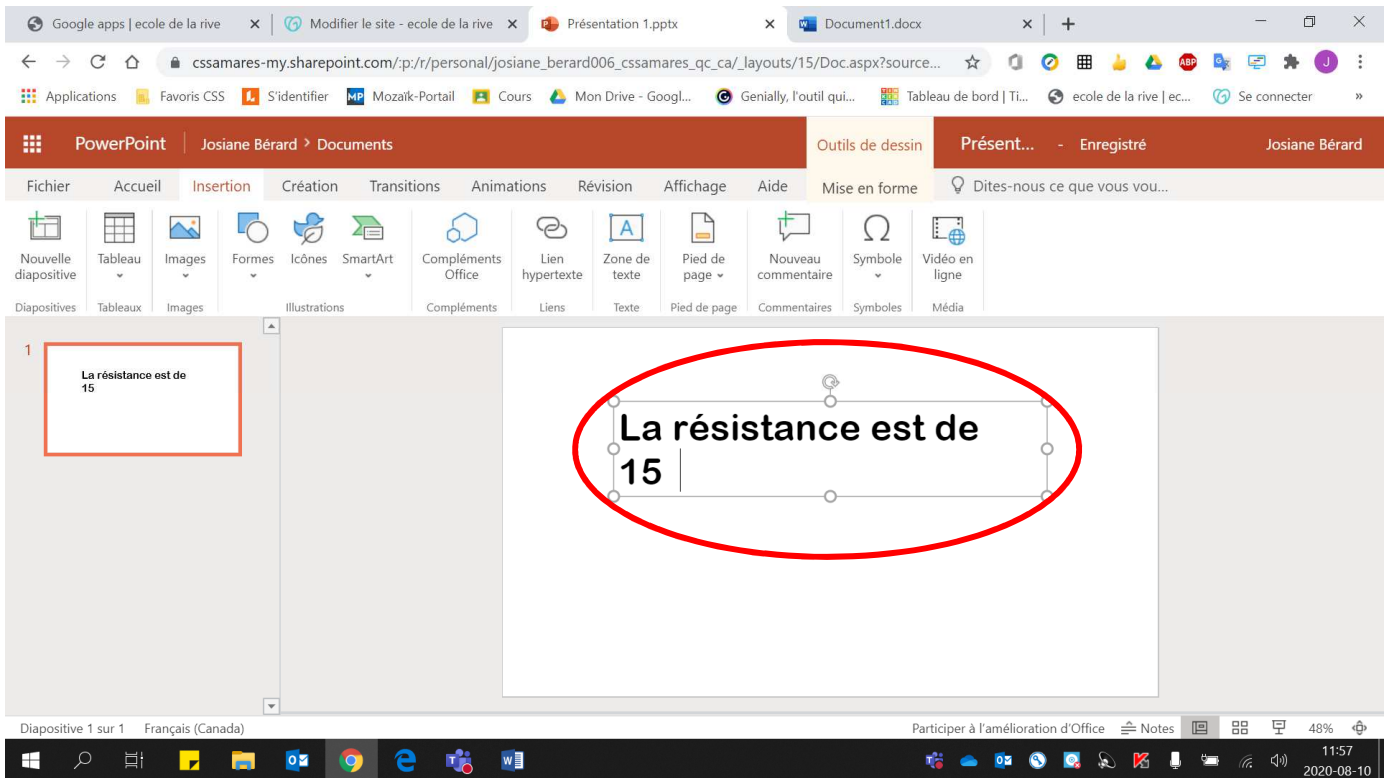 Google apps | ecole de la rive
Modifier le site - ecole de la rive
Présentation 1.pptx
Document1.docx
cssamares-my.sharepoint.com/:p:/r/personal/josiane_berard006_cssamares_qc_ca/_layouts/15/Doc.aspx?source...
ABP
J
Applications
Favoris CSS
S'identifier
MP Mozaïk-Portail
Cours
Mon Drive - Googl...
Genially, l'outil qui...
Tableau de bord | Ti...
ecole de la rive | ec...
Se connecter
»
PowerPoint
Josiane Bérard > Documents
Outils de dessin
Présent... - Enregistré
Josiane Bérard
Fichier Accueil Insertion Création Transitions Animations Révision Affichage Aide Mise en forme Dites-nous ce que vous vou...
Nouvelle diapositive
Tableau
Images
Formes
Icônes
SmartArt
Compléments Office
Lien hypertexte
Zone de texte
Pied de page
Nouveau commentaire
Symbole
Vidéo en ligne
Diapositives Tableaux Images Illustrations Compléments Liens Texte Pied de page Commentaires Symboles Média
1
La résistance est de
15
La résistance est de
15
Diapositive 1 sur 1 Français (Canada) Participer à l'amélioration d'Office Notes 48%
11:57
2020-08-10